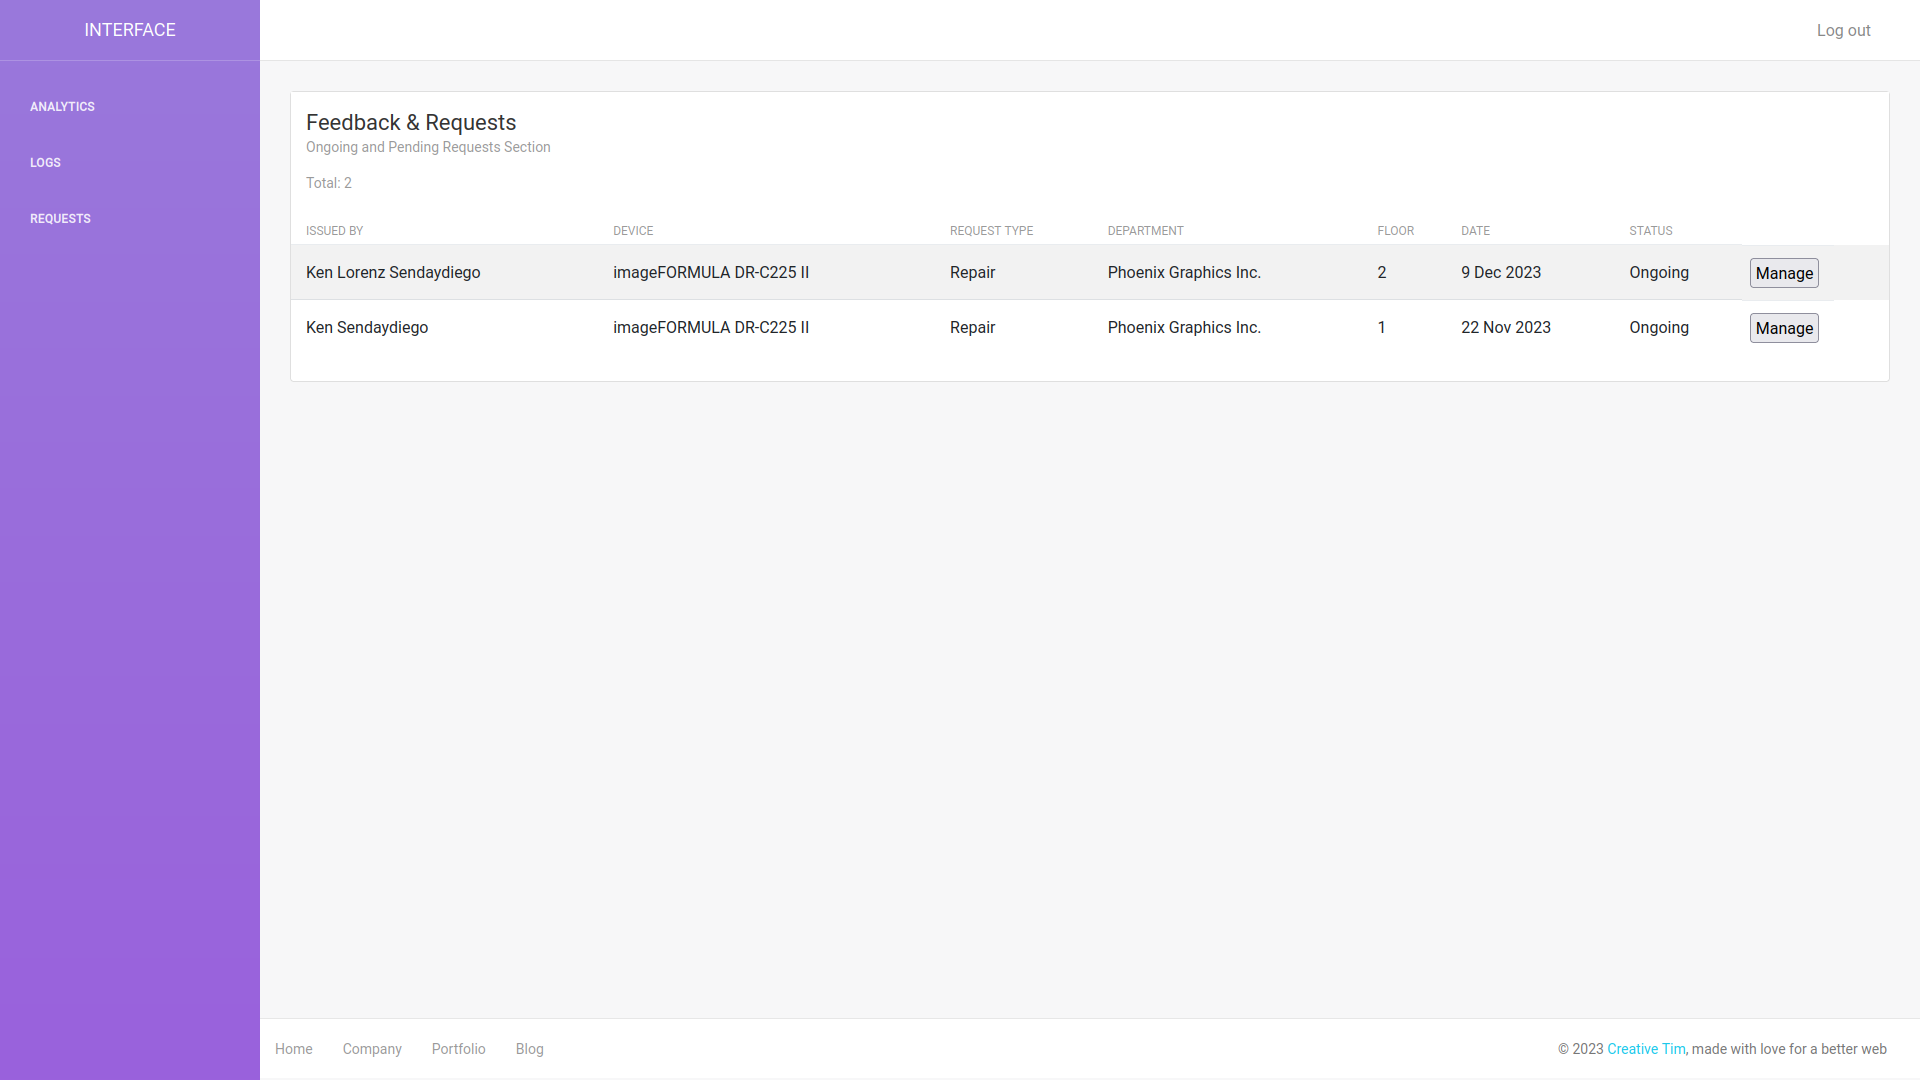 INTERFACE
Log out
ANALYTICS
LOGS
REQUESTS
Feedback & Requests
Ongoing and Pending Requests Section
Total: 2
ISSUED BY DEVICE REQUEST TYPE DEPARTMENT FLOOR DATE STATUS
Ken Lorenz Sendaydiego imageFORMULA DR-C225 II Repair Phoenix Graphics Inc. 2 9 Dec 2023 Ongoing Manage
Ken Sendaydiego imageFORMULA DR-C225 II Repair Phoenix Graphics Inc. 1 22 Nov 2023 Ongoing Manage
Home Company Portfolio Blog © 2023 Creative Tim, made with love for a better web